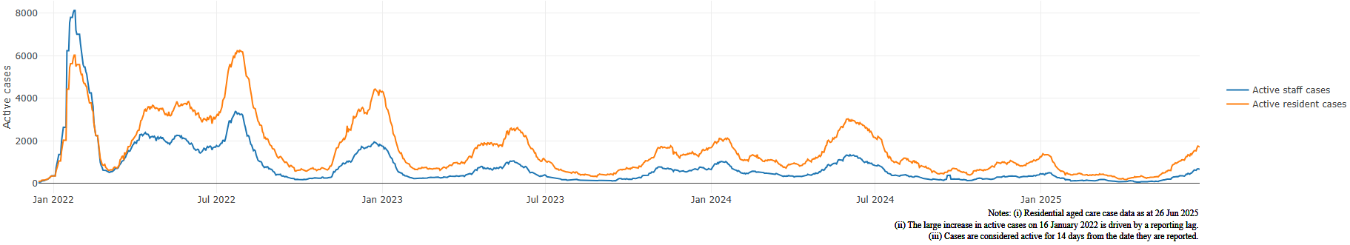 8000
6000
4000
2000
0
Active cases
Jan 2022
Jul 2022
Jan 2023
Jul 2023
Jan 2024
Jul 2024
Jan 2025
Active staff cases
Active resident cases
Notes: (i) Residential aged care case data as at 26 Jun 2025
(ii) The large increase in active cases on 16 January 2022 is driven by a reporting lag.
(iii) Cases are considered active for 14 days from the date they are reported.